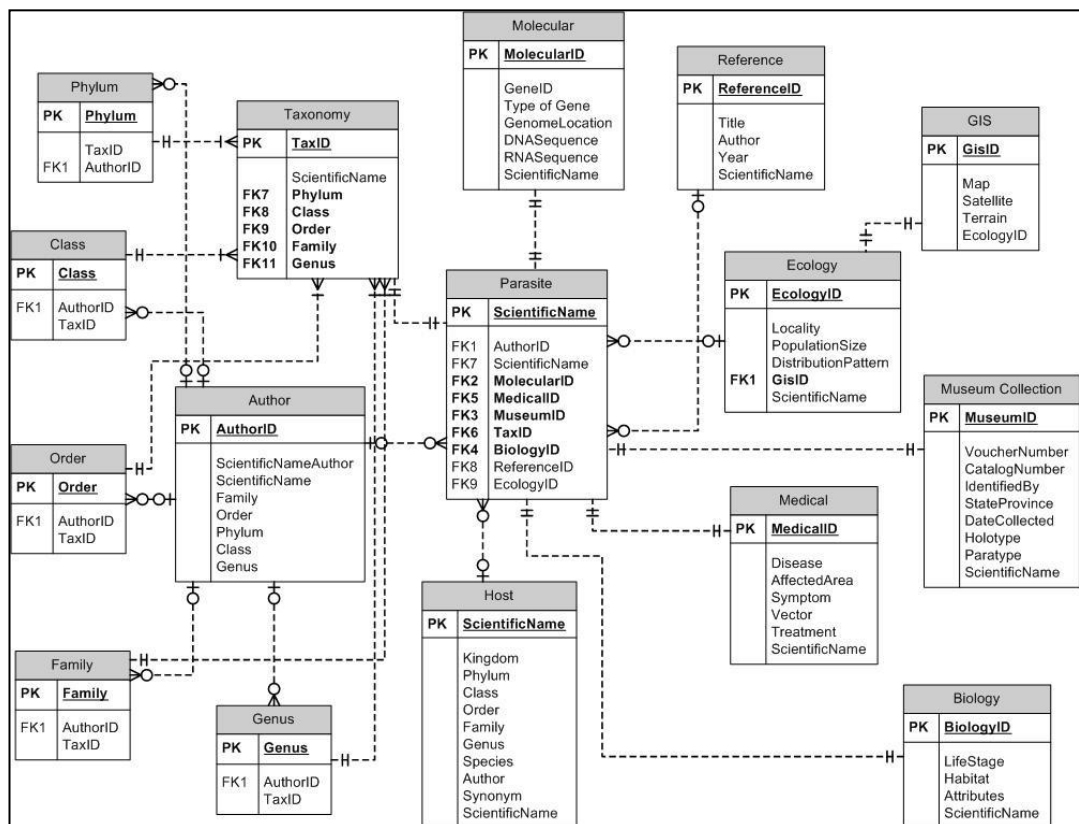 Molecular
PK MolecularID
GeneID
Type of Gene
GenomeLocation
DNASequence
RNASequence
ScientificName
Reference
PK ReferenceID
Title
Author
Year
ScientificName
Phylum
PK Phylum
TaxID
FK1 AuthorID
Taxonomy
PK TaxID
ScientificName
FK7 Phylum
FK8 Class
FK9 Order
FK10 Family
FK11 Genus
GIS
PK GisID
Map
Satellite
Terrain
EcologyID
Class
PK Class
FK1 AuthorID
TaxID
Parasite
PK ScientificName
FK1 AuthorID
FK7 ScientificName
FK2 MolecularID
FK5 MedicalID
FK3 MuseumID
FK6 TaxID
FK4 BiologyID
FK8 ReferenceID
FK9 EcologyID
Ecology
PK EcologyID
Locality
PopulationSize
DistributionPattern
FK1 GisID
ScientificName
Author
PK AuthorID
ScientificNameAuthor
ScientificName
Family
Order
Phylum
Class
Genus
Museum Collection
PK MuseumID
VoucherNumber
CatalogNumber
IdentifiedBy
StateProvince
DateCollected
Holotype
Paratype
ScientificName
Order
PK Order
FK1 AuthorID
TaxID
Medical
PK MedicalID
Disease
AffectedArea
Symptom
Vector
Treatment
ScientificName
Host
PK ScientificName
Kingdom
Phylum
Class
Order
Family
Genus
Species
Author
Synonym
ScientificName
Family
PK Family
FK1 AuthorID
TaxID
Genus
PK Genus
FK1 AuthorID
TaxID
Biology
PK BiologyID
LifeStage
Habitat
Attributes
ScientificName